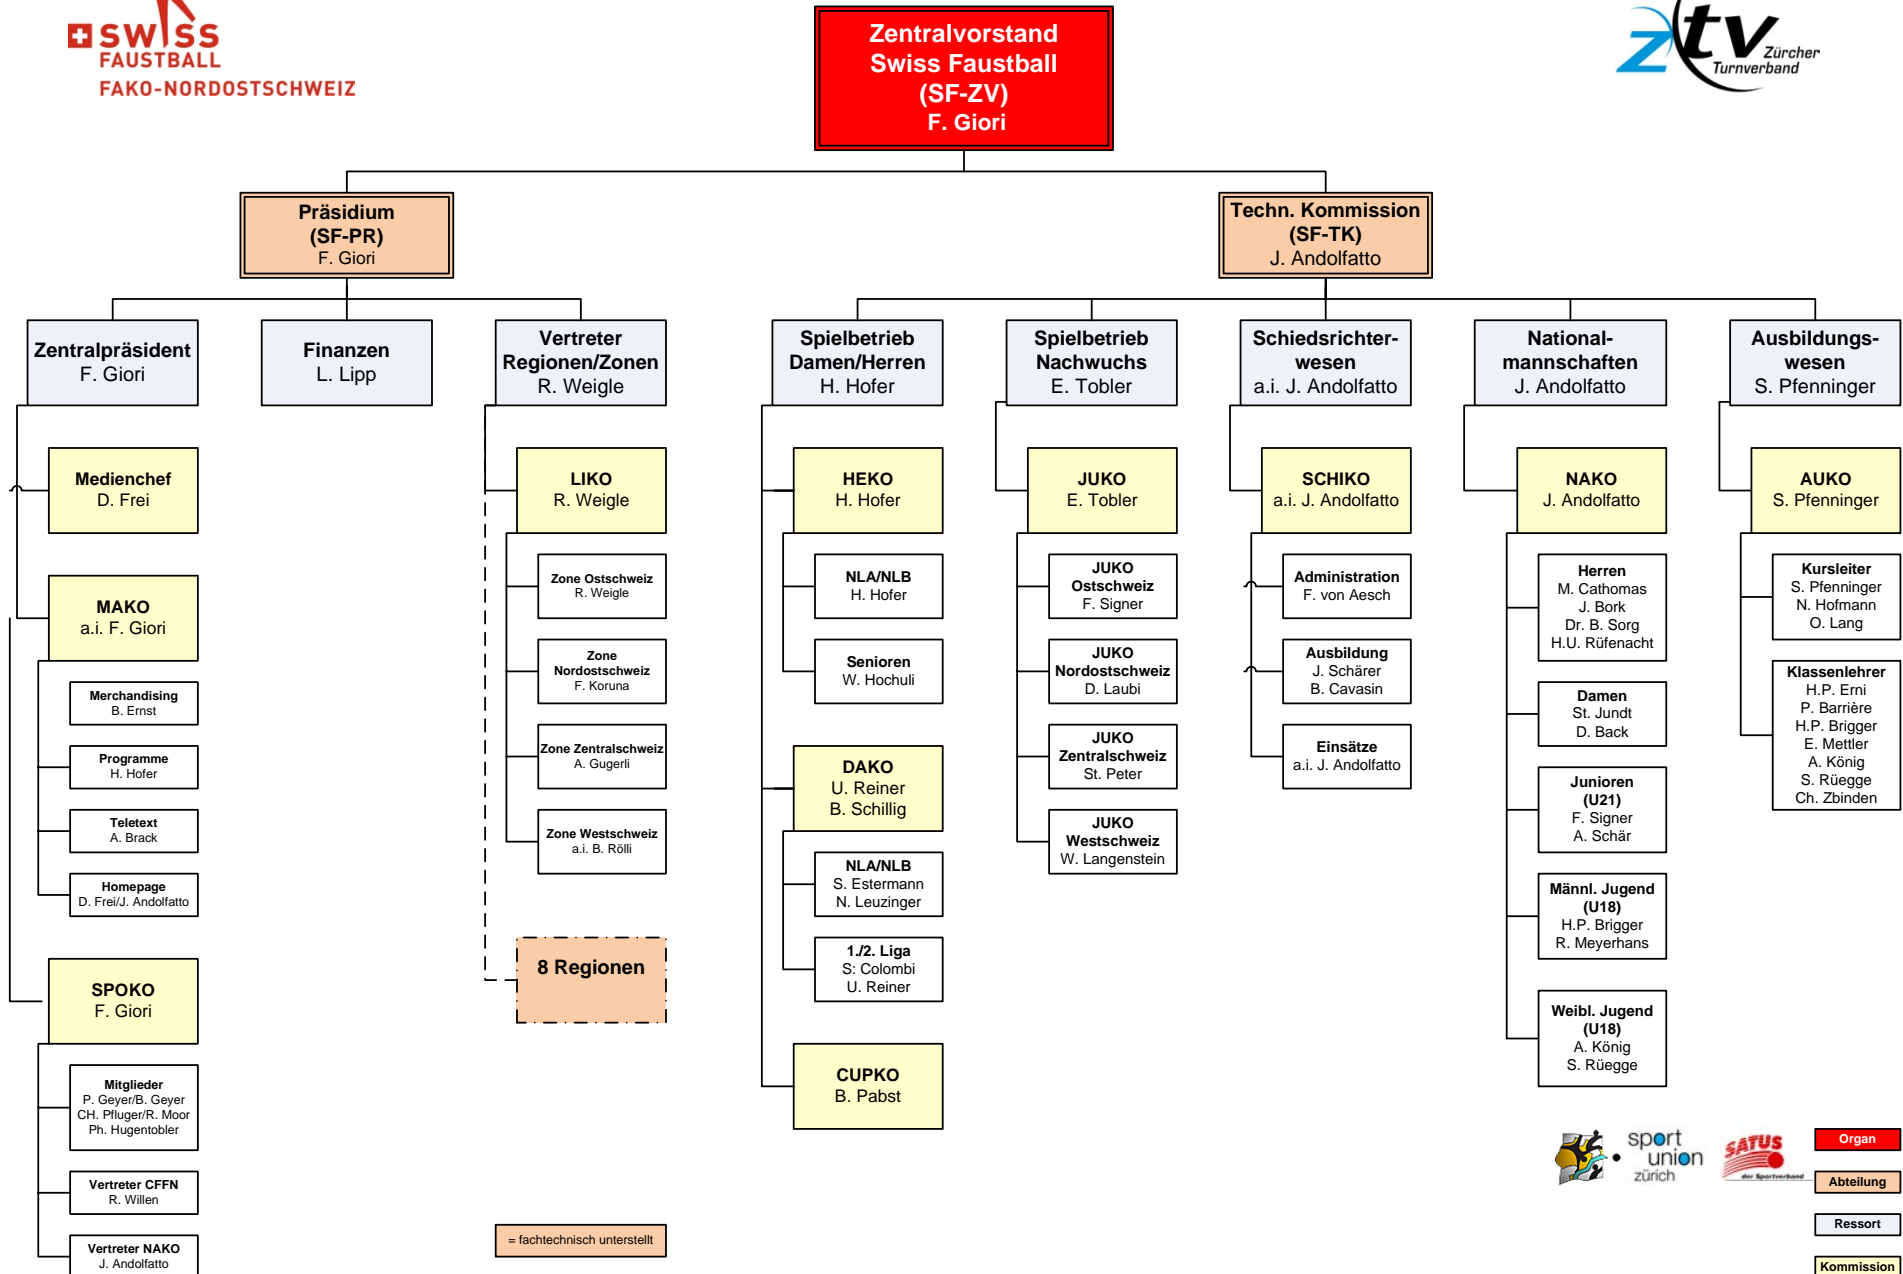 SWISS
FAUSTBALL
FAKO-NORDOSTSCHWEIZ
Zentralvorstand
Swiss Faustball
(SF-ZV)
F. Giori
ztv Zürcher
Turnverband
Präsidium
(SF-PR)
F. Giori
Techn. Kommission
(SF-TK)
J. Andolfatto
Zentralpräsident
F. Giori
Finanzen
L. Lipp
Vertreter
Regionen/Zonen
R. Weigle
Spielbetrieb
Damen/Herren
H. Hofer
Spielbetrieb
Nachwuchs
E. Tobler
Schiedsrichter-
wesen
a.i. J. Andolfatto
National-
mannschaften
J. Andolfatto
Ausbildungs-
wesen
S. Pfenninger
Medienchef
D. Frei
MAKO
a.i. F. Giori
Merchandising
B. Ernst
Programme
H. Hofer
Teletext
A. Brack
Homepage
D. Frei/J. Andolfatto
SPOKO
F. Giori
Mitglieder
P. Geyer/B. Geyer
CH. Pfluger/R. Moor
Ph. Hugentobler
Vertreter CFFN
R. Willen
Vertreter NAKO
J. Andolfatto
LIKO
R. Weigle
Zone Ostschweiz
R. Weigle
Zone
Nordostschweiz
F. Koruna
Zone Zentralschweiz
A. Gugerli
Zone Westschweiz
a.i. B. Rölli
8 Regionen
= fachtechnisch unterstellt
HEKO
H. Hofer
NLA/NLB
H. Hofer
Senioren
W. Hochuli
DAKO
U. Reiner
B. Schillig
NLA/NLB
S. Estermann
N. Leuzinger
1./2. Liga
S: Colombi
U. Reiner
CUPKO
B. Pabst
JUKO
E. Tobler
JUKO
Ostschweiz
F. Signer
JUKO
Nordostschweiz
D. Laubi
JUKO
Zentralschweiz
St. Peter
JUKO
Westschweiz
W. Langenstein
SCHIKO
a.i. J. Andolfatto
Administration
F. von Aesch
Ausbildung
J. Schärer
B. Cavasin
Einsätze
a.i. J. Andolfatto
NAKO
J. Andolfatto
Herren
M. Cathomas
J. Bork
Dr. B. Sorg
H.U. Rüfenacht
Damen
St. Jundt
D. Back
Junioren
(U21)
F. Signer
A. Schär
Männl. Jugend
(U18)
H.P. Brigger
R. Meyerhans
Weibl. Jugend
(U18)
A. König
S. Rüegge
AUKO
S. Pfenninger
Kursleiter
S. Pfenninger
N. Hofmann
O. Lang
Klassenlehrer
H.P. Erni
P. Barrière
H.P. Brigger
E. Mettler
A. König
S. Rüegge
Ch. Zbinden
sport
union
zürich
SATUS
der Sportverband
Organ
Abteilung
Ressort
Kommission